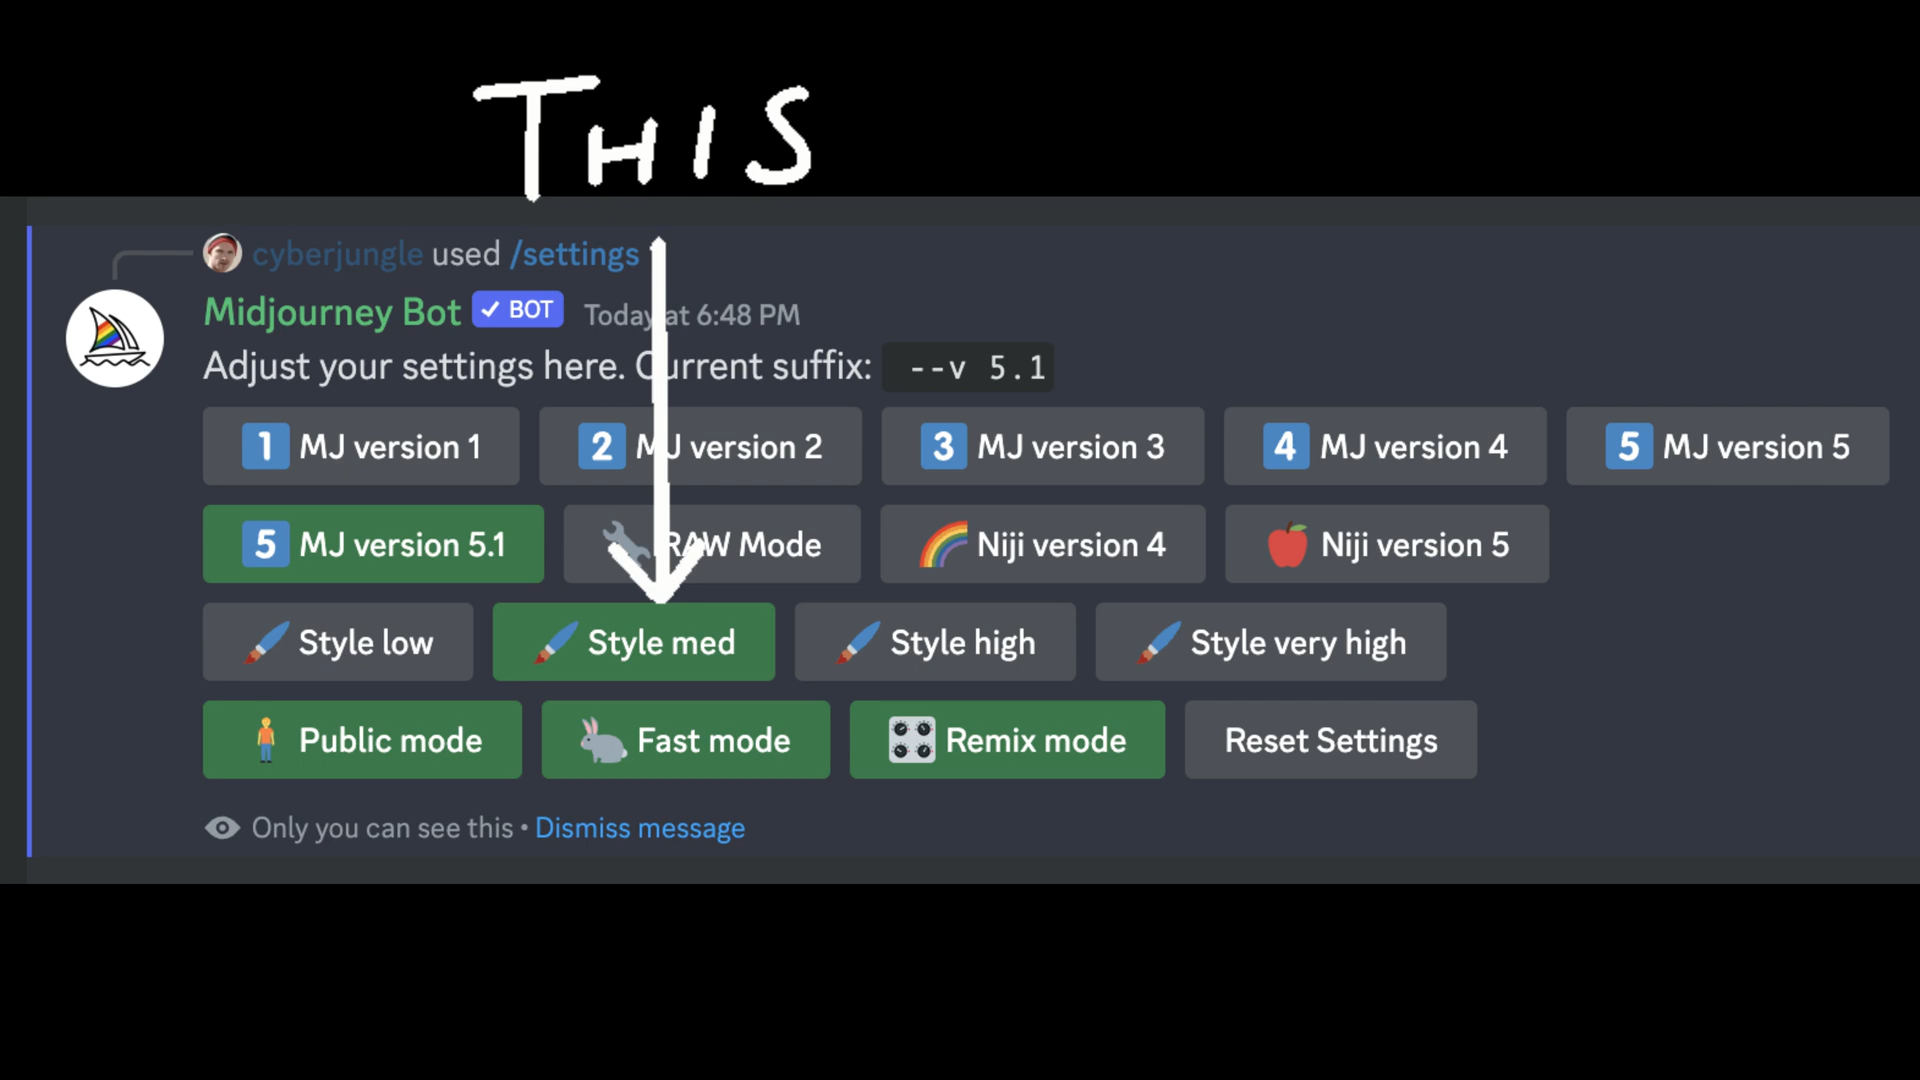 THIS
cyberjungle used /settings
Midjourney Bot ✓ BOT Today at 6:48 PM
Adjust your settings here. Current suffix: --v 5.1
1 MJ version 1 2 MJ version 2 3 MJ version 3 4 MJ version 4 5 MJ version 5
5 MJ version 5.1 RAW Mode Niji version 4 Niji version 5
Style low Style med Style high Style very high
Public mode Fast mode Remix mode Reset Settings
Only you can see this • Dismiss message